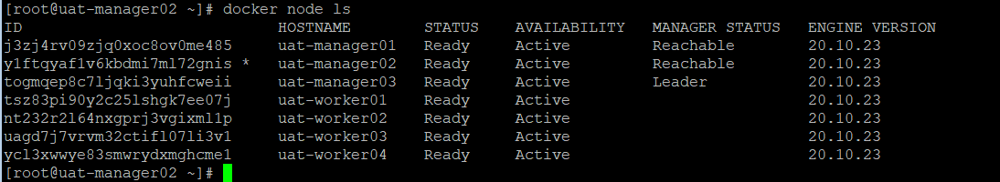 [root@uat-manager02 ~]# docker node ls
ID HOSTNAME STATUS AVAILABILITY MANAGER STATUS ENGINE VERSION
j3zj4rv09zjq0xoc8ov0me485 uat-manager01 Ready Active Reachable 20.10.23
y1ftqyaf1v6kbdmi7ml72gnis * uat-manager02 Ready Active Reachable 20.10.23
togmqep8c7ljqki3yuhfcweii uat-manager03 Ready Active Leader 20.10.23
tsz83pi90y2c25lshgk7ee07j uat-worker01 Ready Active 20.10.23
nt232r2l64nxgprj3vgixml1p uat-worker02 Ready Active 20.10.23
uagd7j7vrvm32ctifl07li3v1 uat-worker03 Ready Active 20.10.23
ycl3xwwye83smwrydxmghcme1 uat-worker04 Ready Active 20.10.23
[root@uat-manager02 ~]#